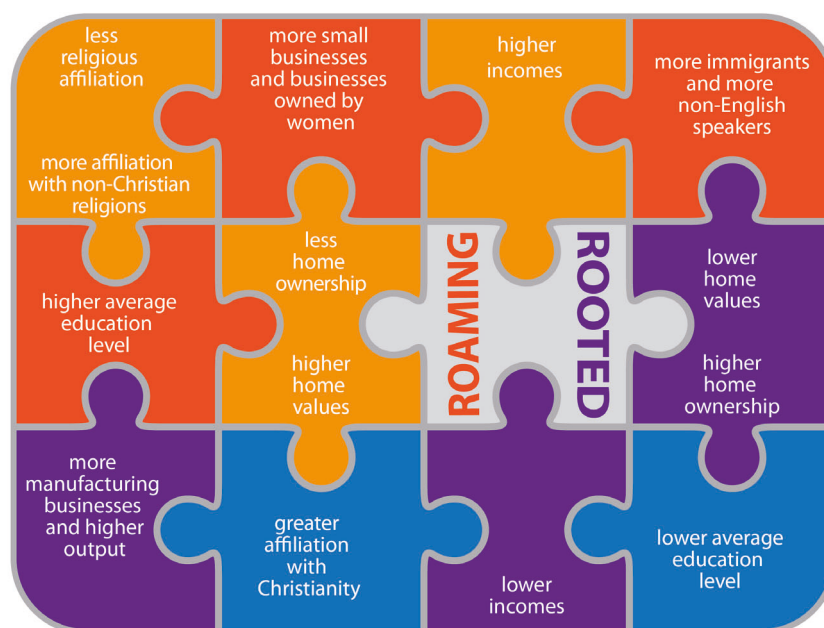 less
religious
affiliation
more affiliation
with non-Christian
religions
more small
businesses
and businesses
owned by
women
higher
incomes
more immigrants
and more
non-English
speakers
higher average
education
level
less
home
ownership
higher
home
values
ROAMING
ROOTED
lower
home
values
higher
home
ownership
more
manufacturing
businesses
and higher
output
greater
affiliation
with
Christianity
lower
incomes
lower average
education
level